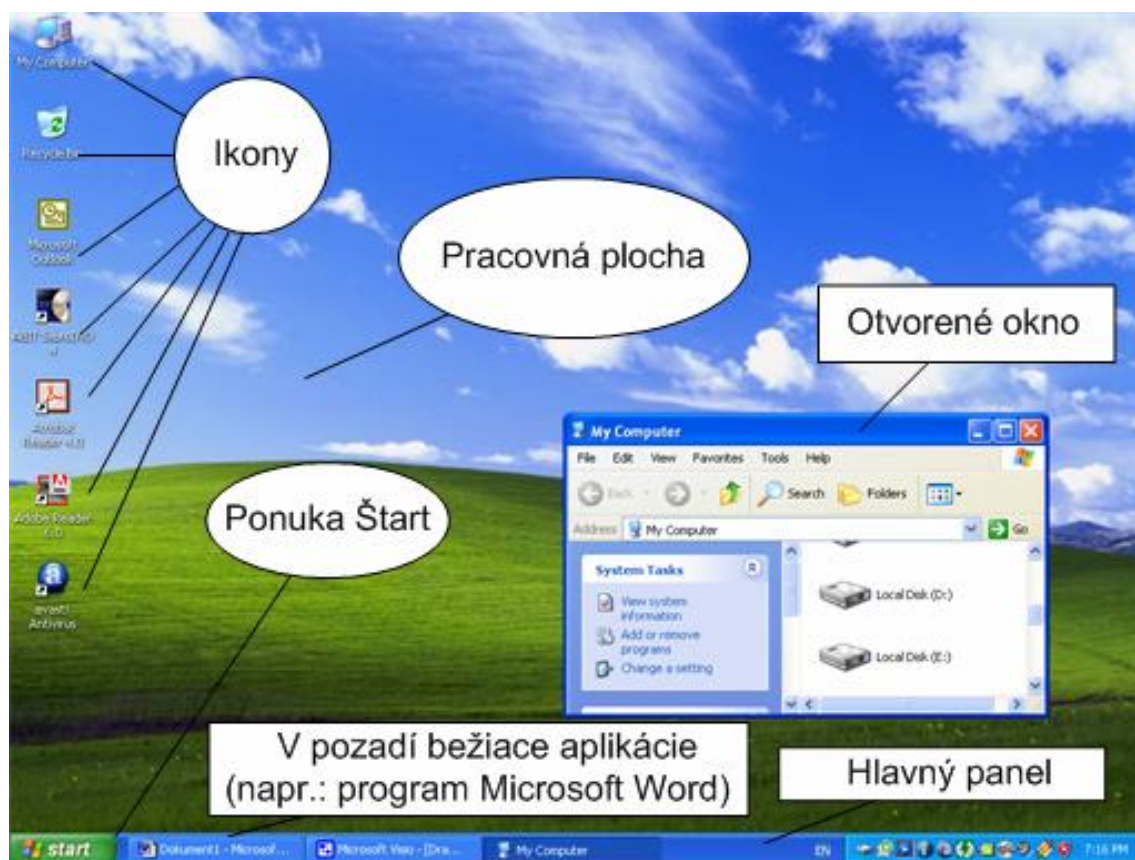 My Computer
Ikony
Recycle Bin
Microsoft
Outlook
Pracovná plocha
Otvorené okno
Acrobat
Reader 4.0
My Computer
File Edit View Favorites Tools Help
Back Search Folders
Address My Computer Go
Ponuka Štart
Adobe Reader
6.0
System Tasks
View system
information
Add or remove
programs
Change a setting
Local Disk (D:)
Local Disk (E:)
avast!
Antivirus
V pozadí bežiace aplikácie
(napr.: program Microsoft Word)
Hlavný panel
start Dokument1 - Microsof... Microsoft Visio - [Dra... My Computer EN 7:16 PM